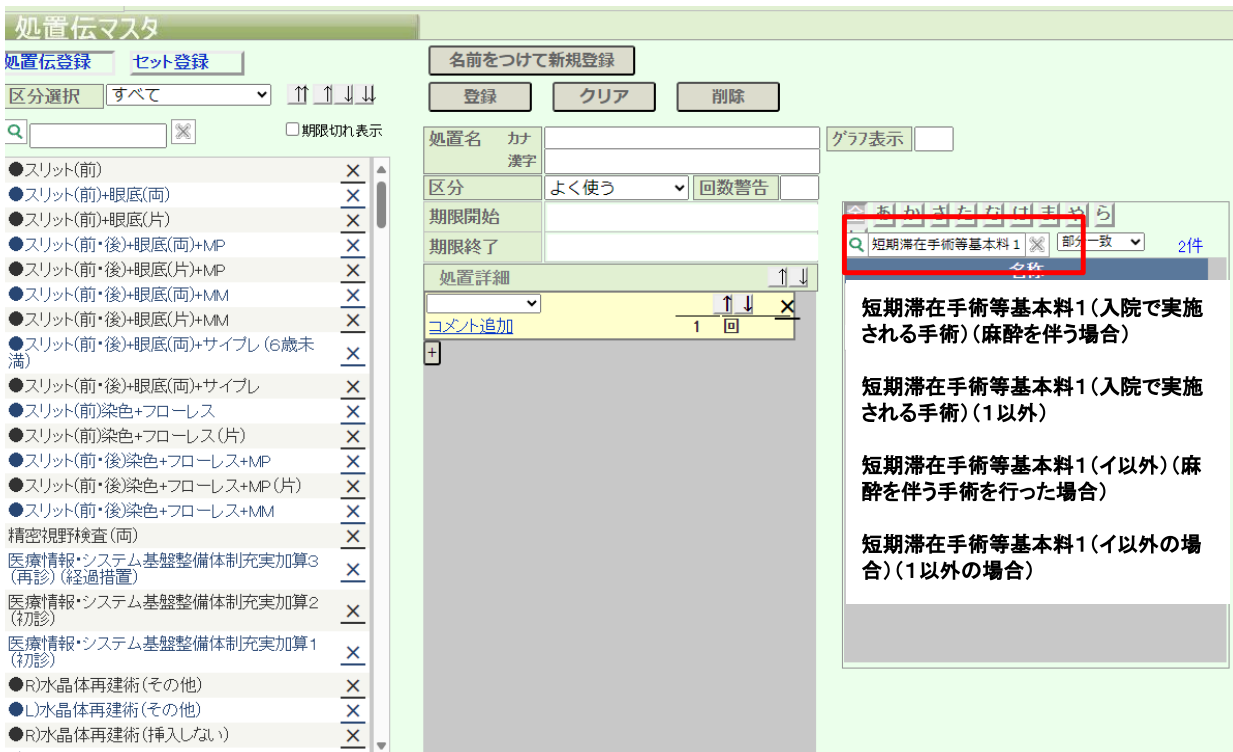 処置伝マスタ
処置伝登録 セット登録
区分選択 すべて
期限切れ表示
●スリット(前)
●スリット(前)+眼底(両)
●スリット(前)+眼底(片)
●スリット(前・後)+眼底(両)+MP
●スリット(前・後)+眼底(片)+MP
●スリット(前・後)+眼底(両)+MM
●スリット(前・後)+眼底(片)+MM
●スリット(前・後)+眼底(両)+サイプレ(6歳未
満)
●スリット(前・後)+眼底(両)+サイプレ
●スリット(前)染色+フローレス
●スリット(前)染色+フローレス(片)
●スリット(前・後)染色+フローレス+MP
●スリット(前・後)染色+フローレス+MP(片)
●スリット(前・後)染色+フローレス+MM
精密視野検査(両)
医療情報・システム基盤整備体制充実加算3
(再診)(経過措置)
医療情報・システム基盤整備体制充実加算2
(初診)
医療情報・システム基盤整備体制充実加算1
(初診)
●R)水晶体再建術(その他)
●L)水晶体再建術(その他)
●R)水晶体再建術(挿入しない)
名前をつけて新規登録
登録 クリア 削除
処置名 カナ
漢字
グラフ表示
区分 よく使う 回数警告
期限開始
期限終了
処置詳細
コメント追加 1 回
全 あ か さ た な は ま や ら
短期滞在手術等基本料1 部分一致 2件
名称
短期滞在手術等基本料1(入院で実施
される手術)(麻酔を伴う場合)
短期滞在手術等基本料1(入院で実施
される手術)(1以外)
短期滞在手術等基本料1(イ以外)(麻
酔を伴う手術を行った場合)
短期滞在手術等基本料1(イ以外の場
合)(1以外の場合)